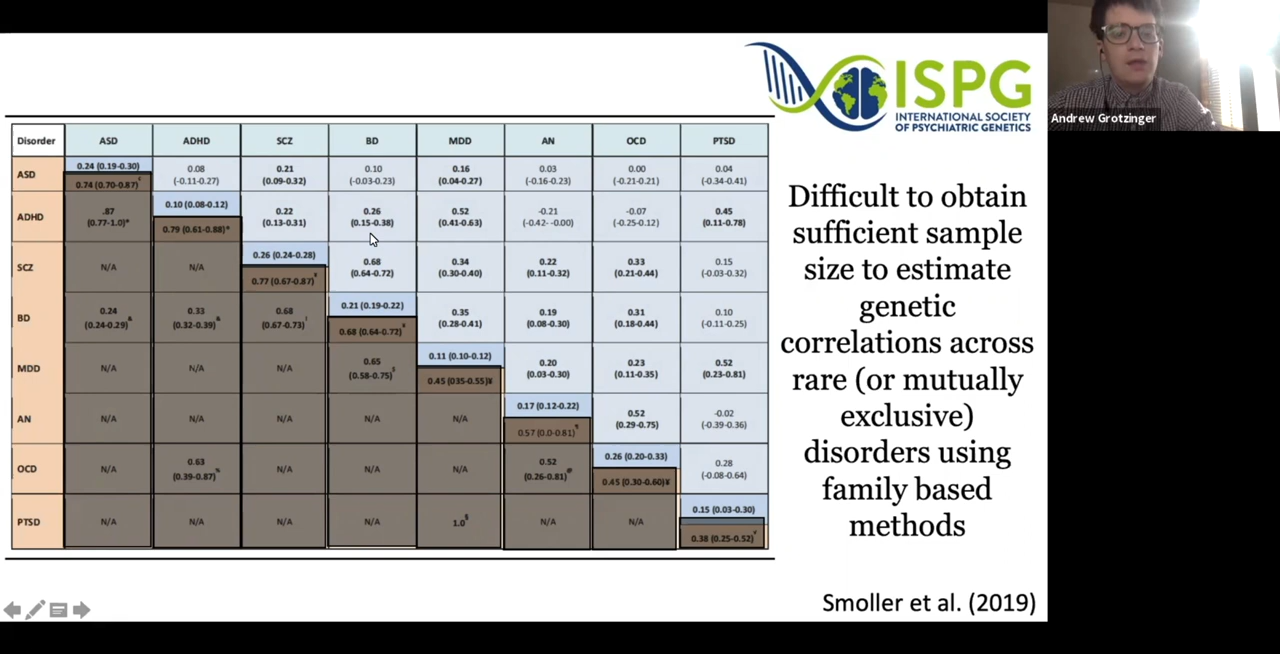 ISPG
INTERNATIONAL SOCIETY
OF PSYCHIATRIC GENETICS
Andrew Grotzinger
Disorder ASD ADHD SCZ BD MDD AN OCD PTSD
ASD 0.24 (0.19-0.30) 0.08 0.21 0.10 0.16 0.03 0.00 0.04
(-0.11-0.27) (0.09-0.32) (-0.03-0.23) (0.04-0.27) (-0.16-0.23) (-0.21-0.21) (-0.34-0.41)
0.74 (0.70-0.87)
ADHD .87 0.10 (0.08-0.12) 0.22 0.26 0.52 -0.21 -0.07 0.45
(0.77-1.0)* 0.79 (0.61-0.88)* (0.13-0.31) (0.15-0.38) (0.41-0.63) (-0.42- -0.00) (-0.25-0.12) (0.11-0.78)
SCZ N/A N/A 0.26 (0.24-0.28) 0.68 0.34 0.22 0.33 0.15
0.77 (0.67-0.87) (0.64-0.72) (0.30-0.40) (0.11-0.32) (0.21-0.44) (-0.03-0.32)
BD 0.24 0.33 0.68 0.21 (0.19-0.22) 0.35 0.19 0.31 0.10
(0.24-0.29)& (0.32-0.39)& (0.67-0.73) 0.68 (0.64-0.72) (0.28-0.41) (0.08-0.30) (0.18-0.44) (-0.11-0.25)
MDD N/A N/A N/A 0.65 0.11 (0.10-0.12) 0.20 0.23 0.52
(0.58-0.75)$ 0.45 (035-0.55)¥ (0.03-0.30) (0.11-0.35) (0.23-0.81)
AN N/A N/A N/A N/A N/A 0.17 (0.12-0.22) 0.52 -0.02
0.57 (0.0-0.81) (0.29-0.75) (-0.39-0.36)
OCD N/A 0.63 N/A N/A N/A 0.52 0.26 (0.20-0.33) 0.28
(0.39-0.87)% (0.26-0.81)@ 0.45 (0.30-0.60)¥ (-0.08-0.64)
PTSD N/A N/A N/A N/A 1.0$ N/A N/A 0.15 (0.03-0.30)
0.38 (0.25-0.52)
Difficult to obtain
sufficient sample
size to estimate
genetic
correlations across
rare (or mutually
exclusive)
disorders using
family based
methods
Smoller et al. (2019)